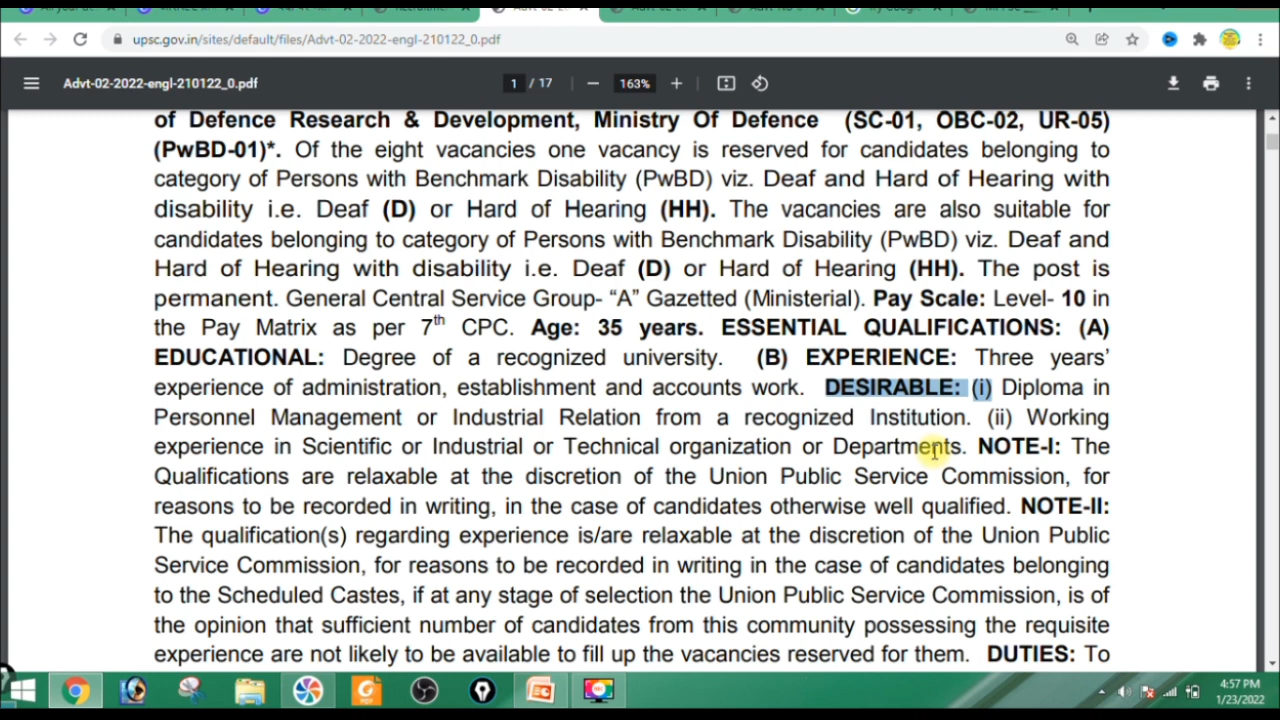 upsc.gov.in/sites/default/files/Advt-02-2022-engl-210122_0.pdf
Advt-02-2022-engl-210122_0.pdf
1 / 17
163%
of Defence Research & Development, Ministry Of Defence (SC-01, OBC-02, UR-05)
(PwBD-01)*. Of the eight vacancies one vacancy is reserved for candidates belonging to
category of Persons with Benchmark Disability (PwBD) viz. Deaf and Hard of Hearing with
disability i.e. Deaf (D) or Hard of Hearing (HH). The vacancies are also suitable for
candidates belonging to category of Persons with Benchmark Disability (PwBD) viz. Deaf and
Hard of Hearing with disability i.e. Deaf (D) or Hard of Hearing (HH). The post is
permanent. General Central Service Group- “A” Gazetted (Ministerial). Pay Scale: Level- 10 in
the Pay Matrix as per 7th CPC. Age: 35 years. ESSENTIAL QUALIFICATIONS: (A)
EDUCATIONAL: Degree of a recognized university. (B) EXPERIENCE: Three years’
experience of administration, establishment and accounts work. DESIRABLE: (i) Diploma in
Personnel Management or Industrial Relation from a recognized Institution. (ii) Working
experience in Scientific or Industrial or Technical organization or Departments. NOTE-I: The
Qualifications are relaxable at the discretion of the Union Public Service Commission, for
reasons to be recorded in writing, in the case of candidates otherwise well qualified. NOTE-II:
The qualification(s) regarding experience is/are relaxable at the discretion of the Union Public
Service Commission, for reasons to be recorded in writing in the case of candidates belonging
to the Scheduled Castes, if at any stage of selection the Union Public Service Commission, is of
the opinion that sufficient number of candidates from this community possessing the requisite
experience are not likely to be available to fill up the vacancies reserved for them. DUTIES: To
4:57 PM
1/23/2022